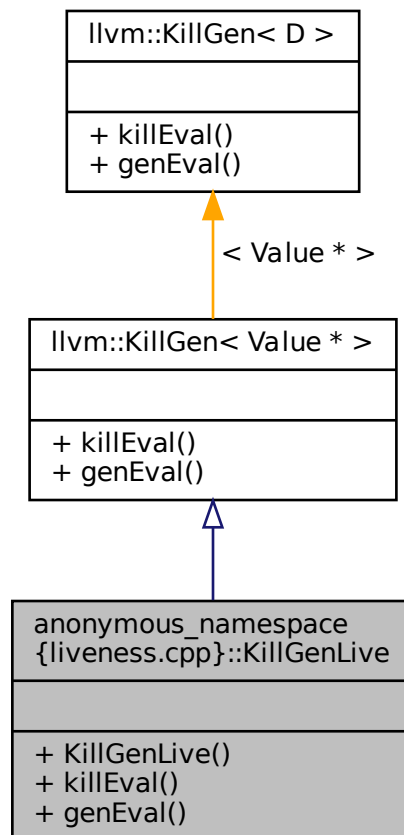 llvm::KillGen< D >
+ killEval()
+ genEval()
< Value * >
llvm::KillGen< Value * >
+ killEval()
+ genEval()
anonymous_namespace
{liveness.cpp}::KillGenLive
+ KillGenLive()
+ killEval()
+ genEval()